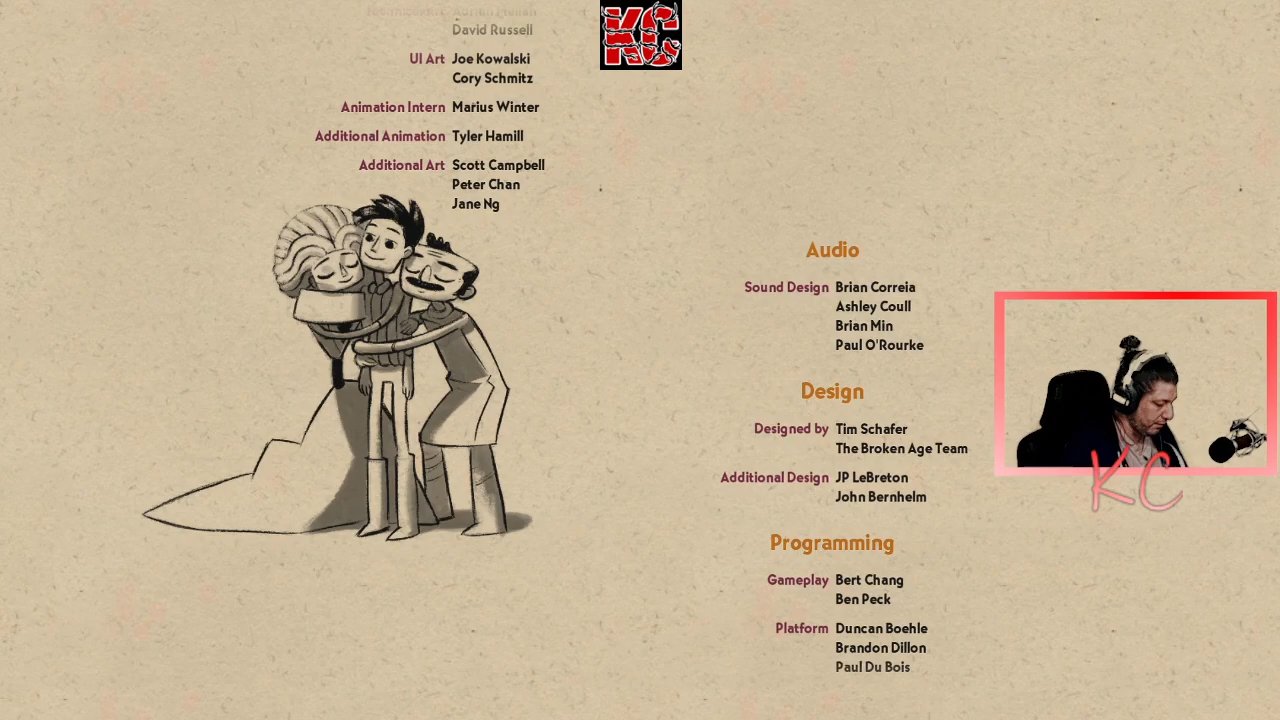 David Russell
UI Art Joe Kowalski
Cory Schmitz
Animation Intern Marius Winter
Additional Animation Tyler Hamill
Additional Art Scott Campbell
Peter Chan
Jane Ng
KC
Audio
Sound Design Brian Correia
Ashley Coull
Brian Min
Paul O'Rourke
Design
Designed by Tim Schafer
The Broken Age Team
Additional Design JP LeBreton
John Bernhelm
Programming
Gameplay Bert Chang
Ben Peck
Platform Duncan Boehle
Brandon Dillon
Paul Du Bois
KC